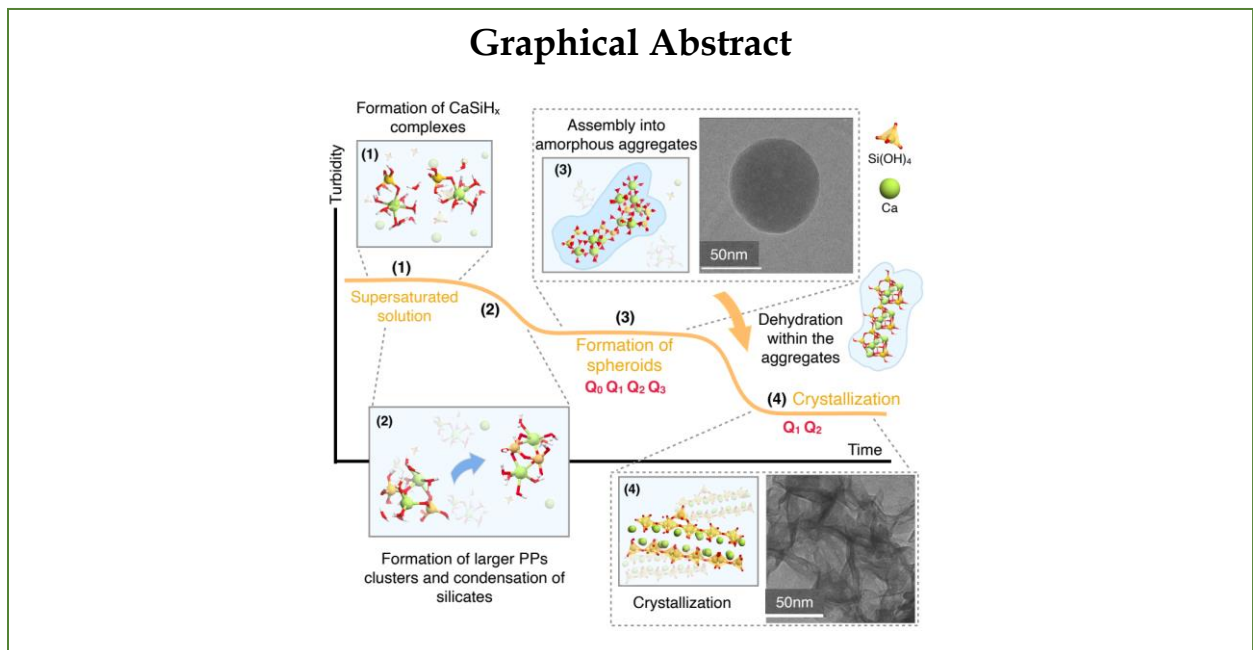 Graphical Abstract
Formation of CaSiHₓ
complexes
(1)
Turbidity
Assembly into
amorphous aggregates
(3)
50nm
Si(OH)₄
Ca
(1)
Supersaturated
solution
(2)
(3)
Formation of
spheroids
Q₀ Q₁ Q₂ Q₃
Dehydration
within the
aggregates
(4) Crystallization
Q₁ Q₂
Time
(2)
Formation of larger PPs
clusters and condensation of
silicates
(4)
Crystallization
50nm